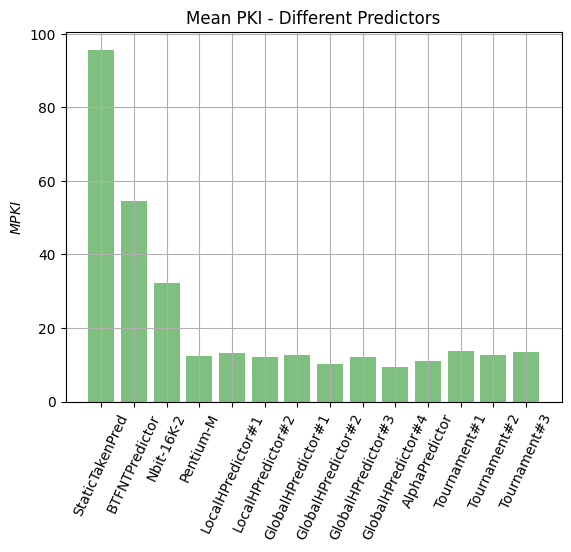 Mean PKI - Different Predictors
MPKI
100
80
60
40
20
0
StaticTakenPred
BTFNTPredictor
Nbit-16K-2
Pentium-M
LocalHPredictor#1
LocalHPredictor#2
GlobalHPredictor#1
GlobalHPredictor#2
GlobalHPredictor#3
GlobalHPredictor#4
AlphaPredictor
Tournament#1
Tournament#2
Tournament#3